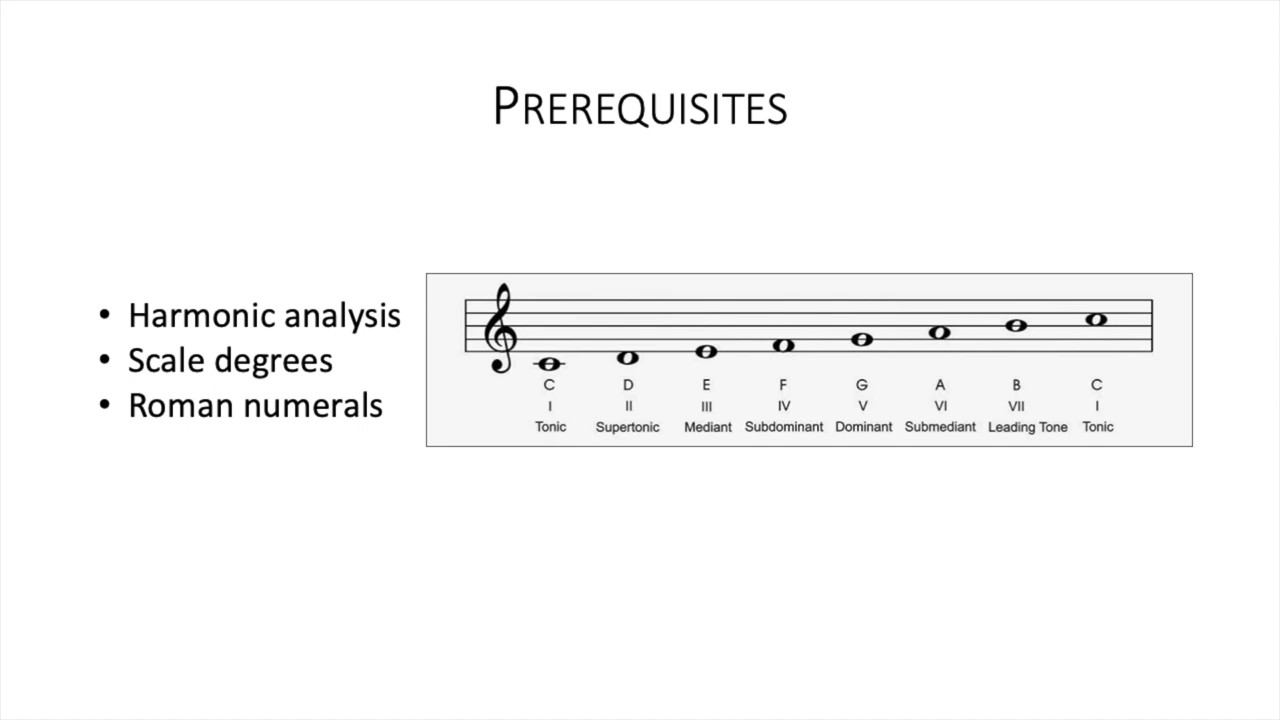 PREREQUISITES
• Harmonic analysis
• Scale degrees
• Roman numerals
C D E F G A B C
I II III IV V VI VII I
Tonic Supertonic Mediant Subdominant Dominant Submediant Leading Tone Tonic